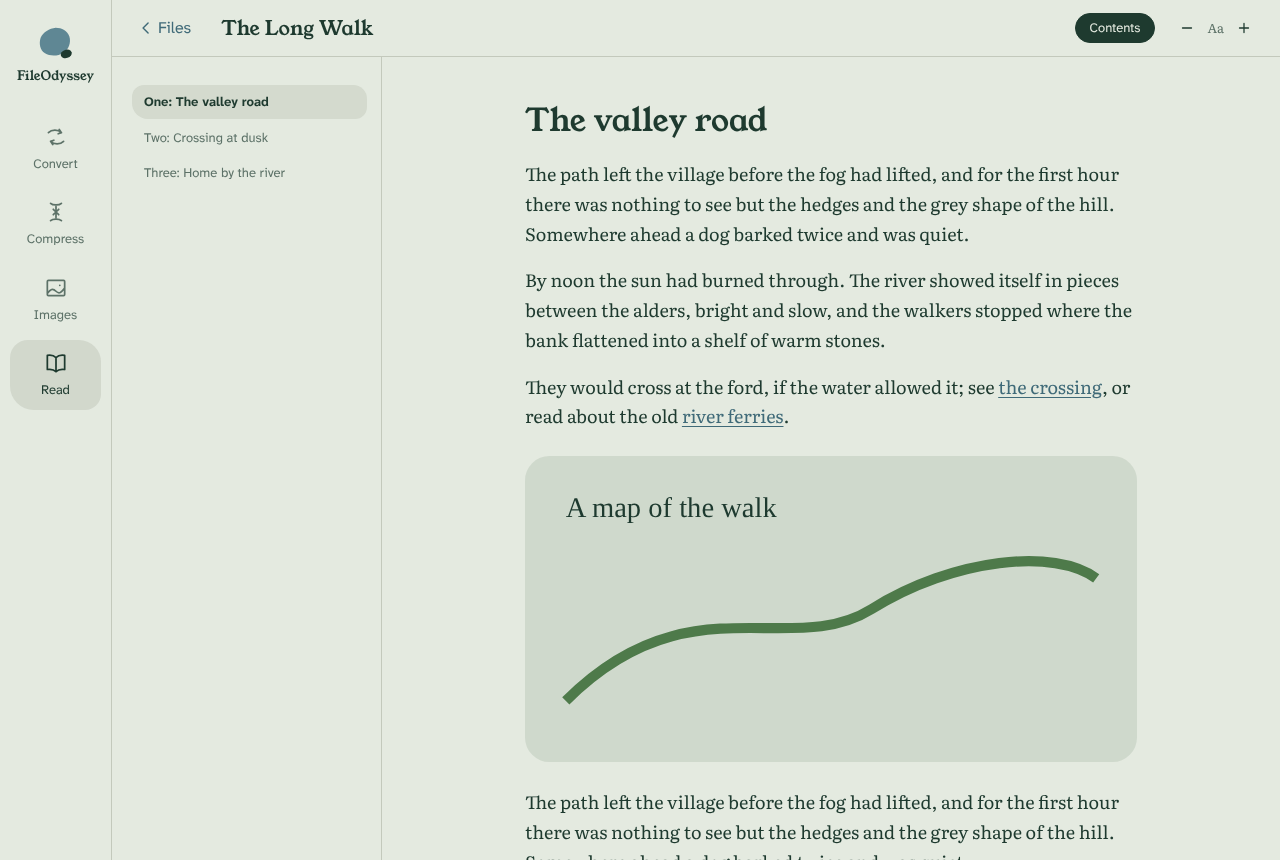 FileOdyssey
Convert
Compress
Images
Read
Files
The Long Walk
Contents
Aa
One: The valley road
Two: Crossing at dusk
Three: Home by the river
The valley road
The path left the village before the fog had lifted, and for the first hour
there was nothing to see but the hedges and the grey shape of the hill.
Somewhere ahead a dog barked twice and was quiet.
By noon the sun had burned through. The river showed itself in pieces
between the alders, bright and slow, and the walkers stopped where the
bank flattened into a shelf of warm stones.
They would cross at the ford, if the water allowed it; see the crossing, or
read about the old river ferries.
A map of the walk
The path left the village before the fog had lifted, and for the first hour
there was nothing to see but the hedges and the grey shape of the hill.
Somewhere ahead a dog barked twice and was quiet.